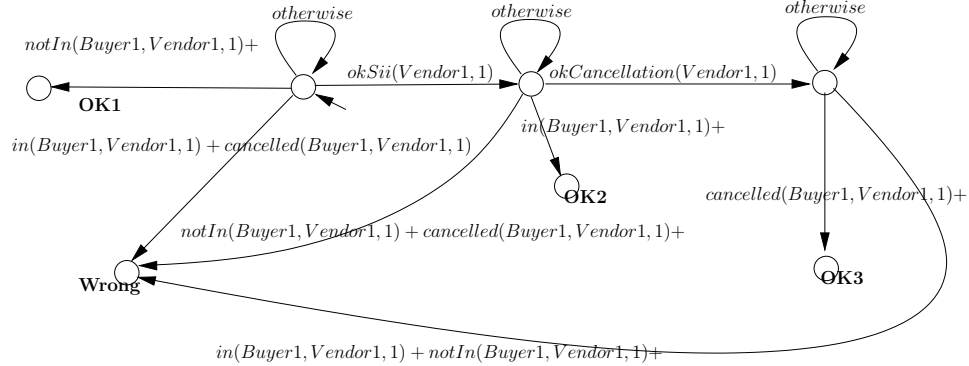 otherwise
otherwise
otherwise
notIn(Buyer1, Vendor1, 1)+
okSii(Vendor1, 1)
okCancellation(Vendor1, 1)
OK1
in(Buyer1, Vendor1, 1)+
in(Buyer1, Vendor1, 1) + cancelled(Buyer1, Vendor1, 1)
OK2
cancelled(Buyer1, Vendor1, 1)+
notIn(Buyer1, Vendor1, 1) + cancelled(Buyer1, Vendor1, 1)+
Wrong
OK3
in(Buyer1, Vendor1, 1) + notIn(Buyer1, Vendor1, 1)+